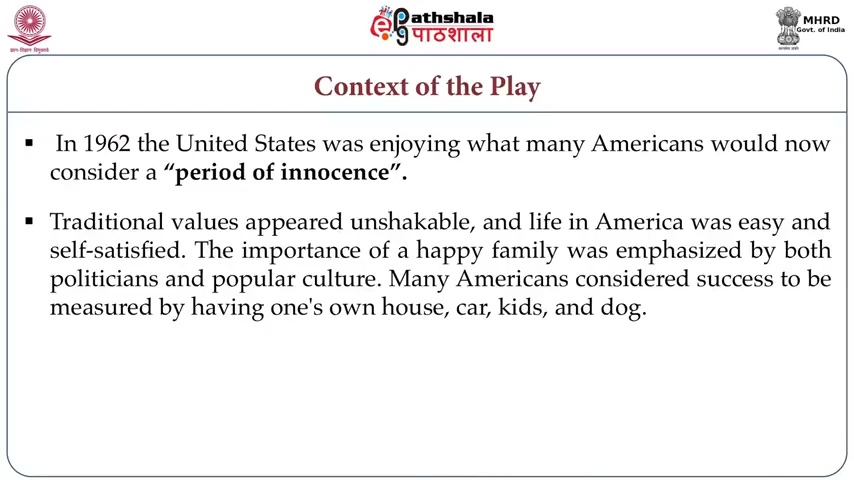 ePathshala
पाठशाला
MHRD
Govt. of India
Context of the Play
▪ In 1962 the United States was enjoying what many Americans would now
consider a “period of innocence”.
▪ Traditional values appeared unshakable, and life in America was easy and
self-satisfied. The importance of a happy family was emphasized by both
politicians and popular culture. Many Americans considered success to be
measured by having one's own house, car, kids, and dog.